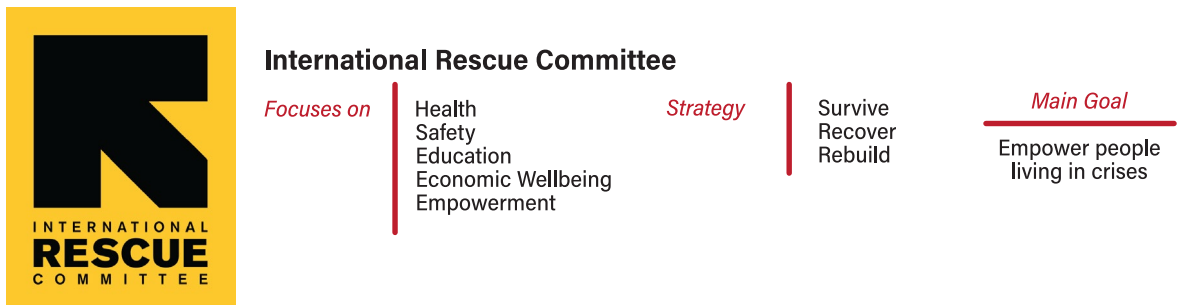 INTERNATIONAL
RESCUE
COMMITTEE
International Rescue Committee
Focuses on
Health
Safety
Education
Economic Wellbeing
Empowerment
Strategy
Survive
Recover
Rebuild
Main Goal
Empower people
living in crises